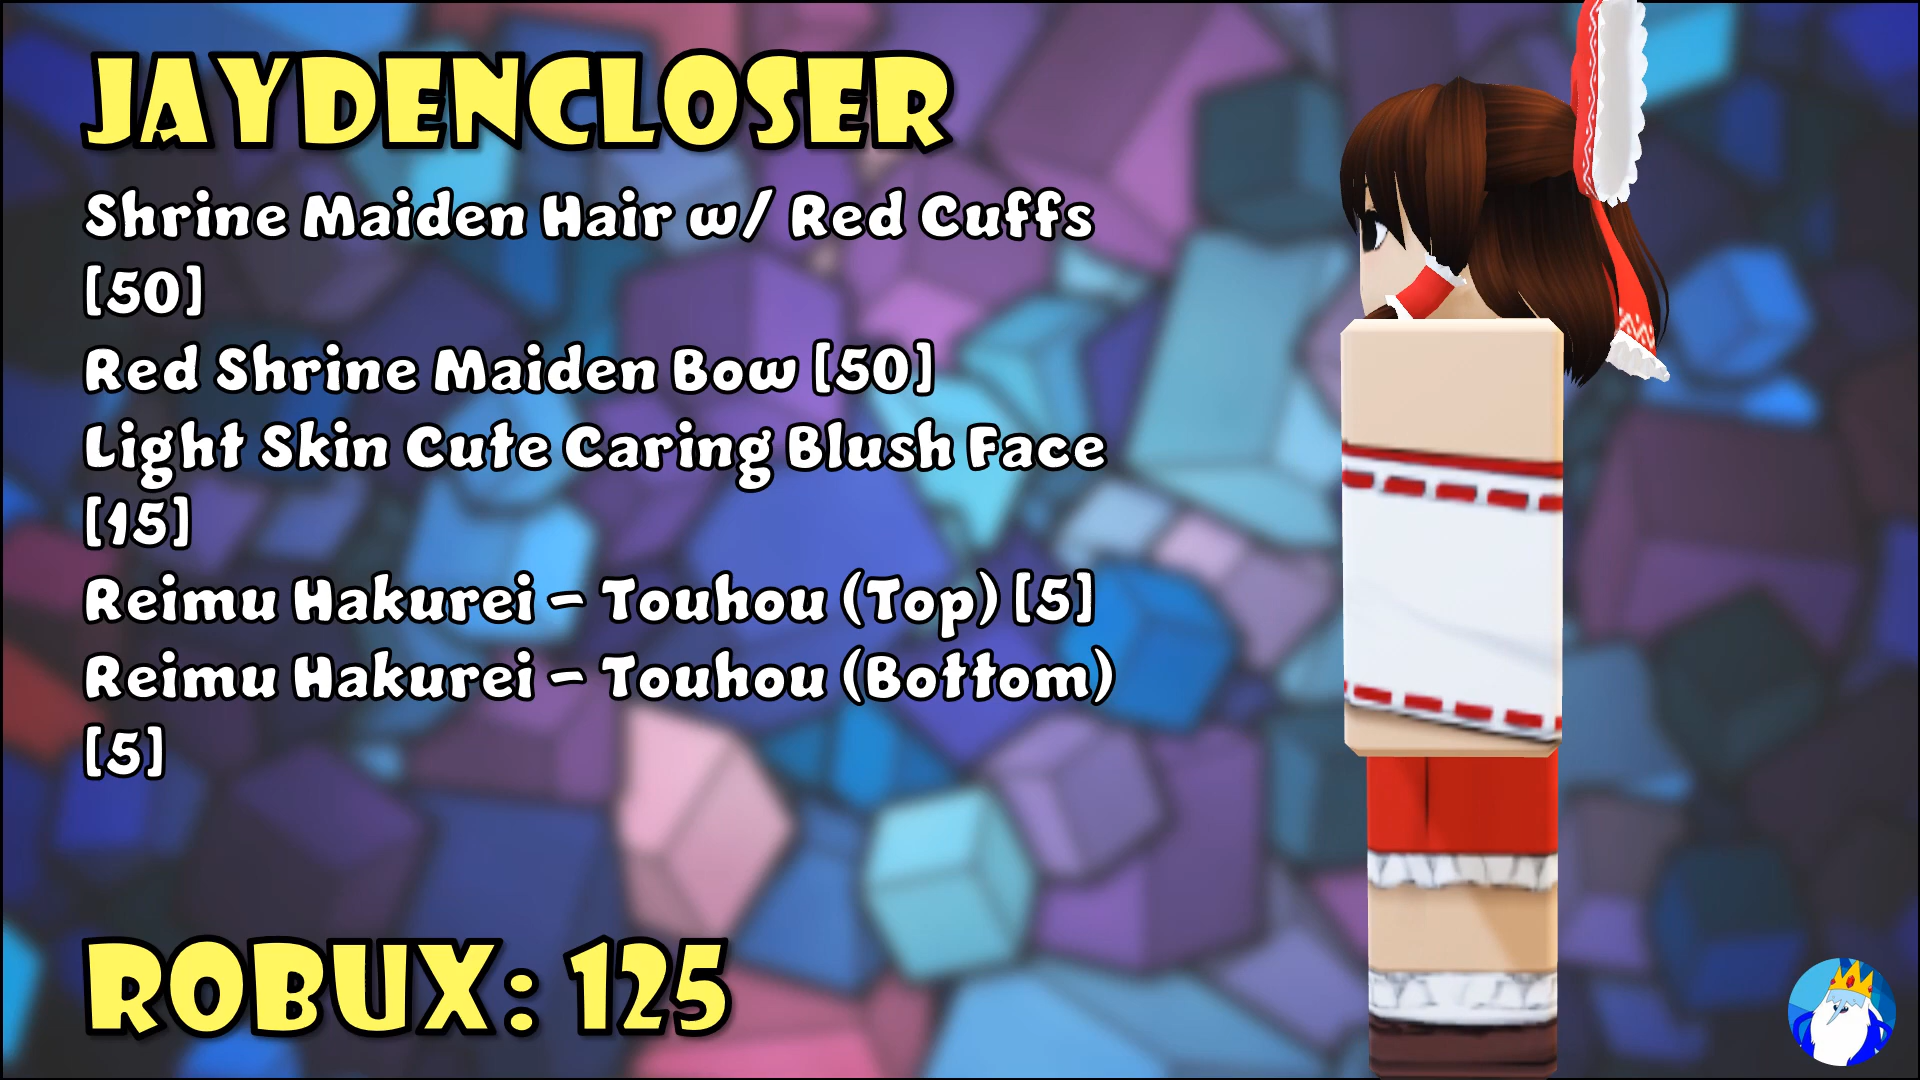 JAYDENCLOSER
Shrine Maiden Hair w/ Red Cuffs
[50]
Red Shrine Maiden Bow [50]
Light Skin Cute Caring Blush Face
[15]
Reimu Hakurei - Touhou (Top) [5]
Reimu Hakurei - Touhou (Bottom)
[5]
ROBUX: 125